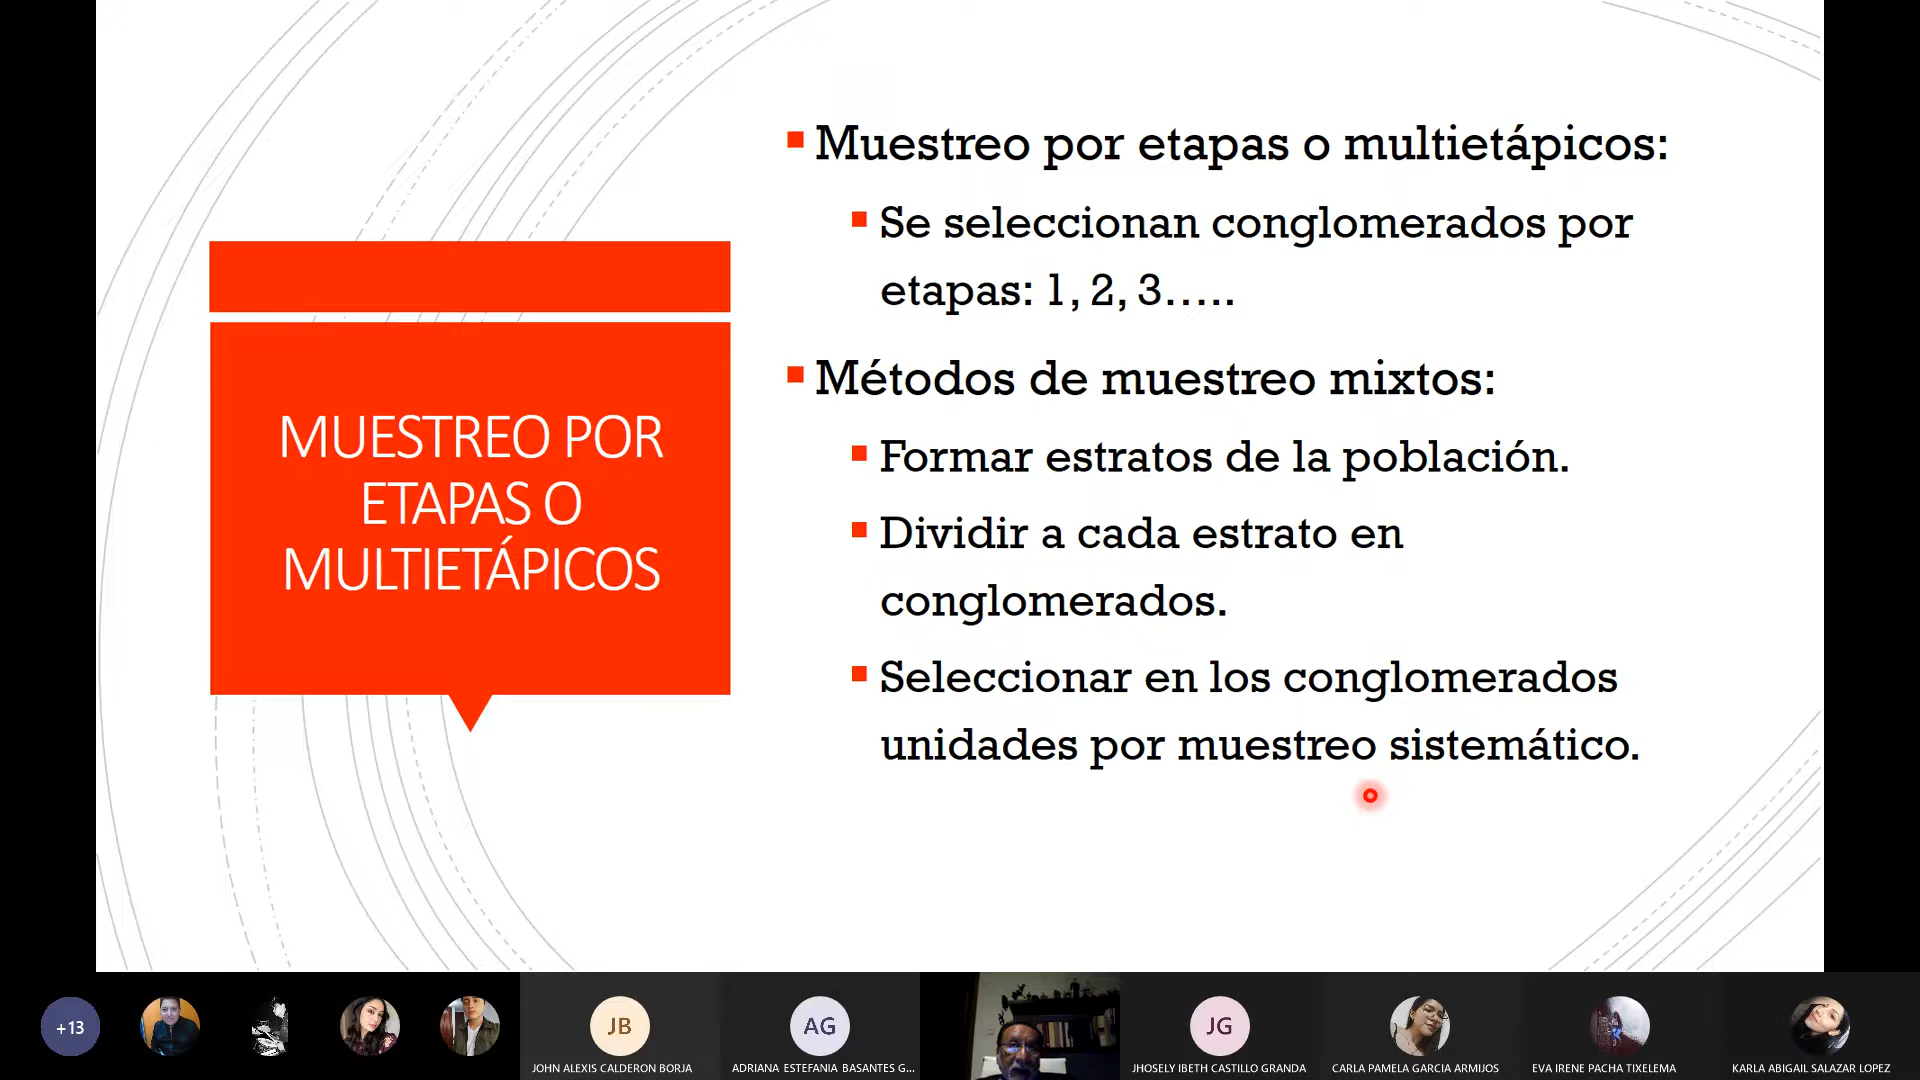 MUESTREO POR
ETAPAS O
MULTIETÁPICOS
Muestreo por etapas o multietápicos:
Se seleccionan conglomerados por
etapas: 1, 2, 3.....
Métodos de muestreo mixtos:
Formar estratos de la población.
Dividir a cada estrato en
conglomerados.
Seleccionar en los conglomerados
unidades por muestreo sistemático.
+13
JB
AG
JG
JOHN ALEXIS CALDERON BORJA
ADRIANA ESTEFANIA BASANTES G...
JHOSELY IBETH CASTILLO GRANDA
CARLA PAMELA GARCIA ARMIJOS
EVA IRENE PACHA TIXELEMA
KARLA ABIGAIL SALAZAR LOPEZ